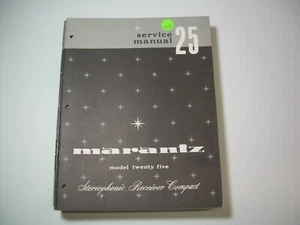 service
manual 25
marantz
model twenty five
Stereophonic Receiver Compact